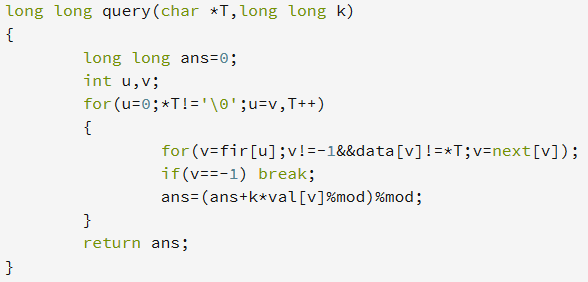 long long query(char *T,long long k)
{
        long long ans=0;
        int u,v;
        for(u=0;*T!='\0';u=v,T++)
        {
                for(v=fir[u];v!=-1&&data[v]!=*T;v=next[v]);
                if(v==-1) break;
                ans=(ans+k*val[v]%mod)%mod;
        }
        return ans;
}